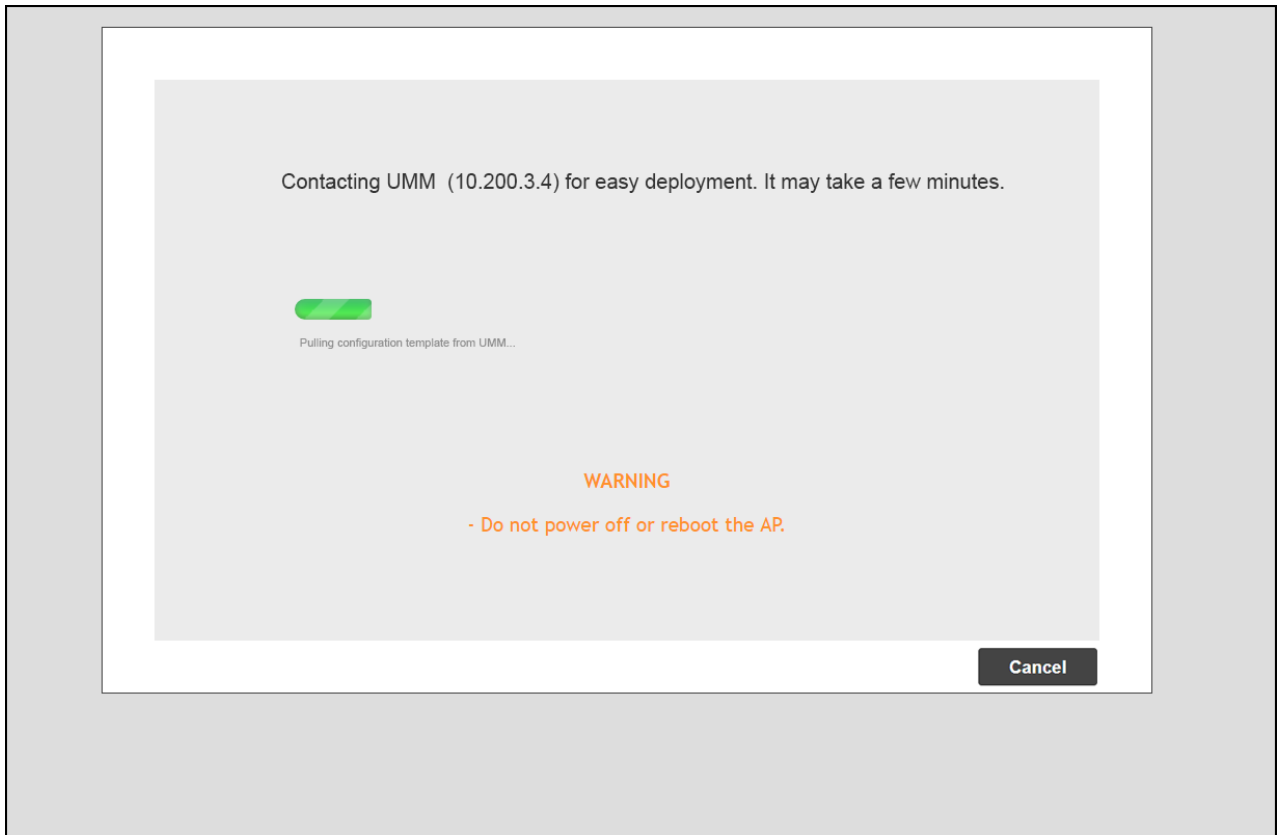 Contacting UMM (10.200.3.4) for easy deployment. It may take a few minutes.
Pulling configuration template from UMM...
WARNING
- Do not power off or reboot the AP.
Cancel